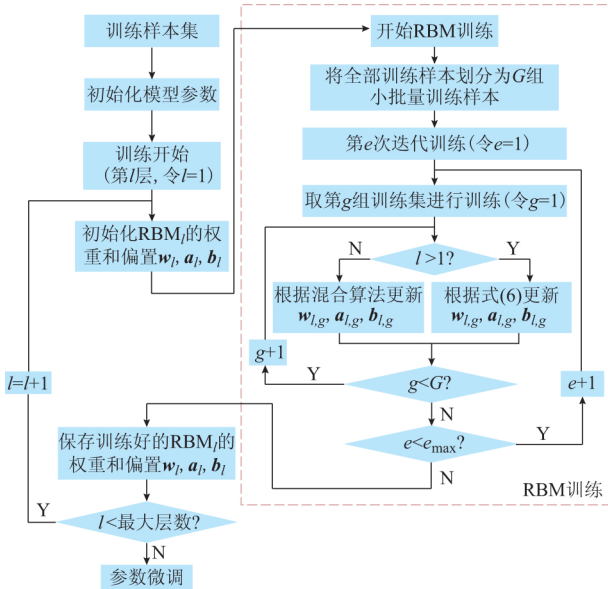 训练样本集
初始化模型参数
训练开始
(第l层, 令l=1)
初始化RBMl的权
重和偏置wl, al, bl
l=l+1
保存训练好的RBMl的
权重和偏置wl, al, bl
Y
l<最大层数?
N
参数微调
开始RBM训练
将全部训练样本划分为G组
小批量训练样本
第e次迭代训练(令e=1)
取第g组训练集进行训练(令g=1)
N
l>1?
Y
根据混合算法更新
wl,g, al,g, bl,g
根据式(6)更新
wl,g, al,g, bl,g
g+1
Y
g<G?
e+1
N
e<emax?
Y
N
RBM训练